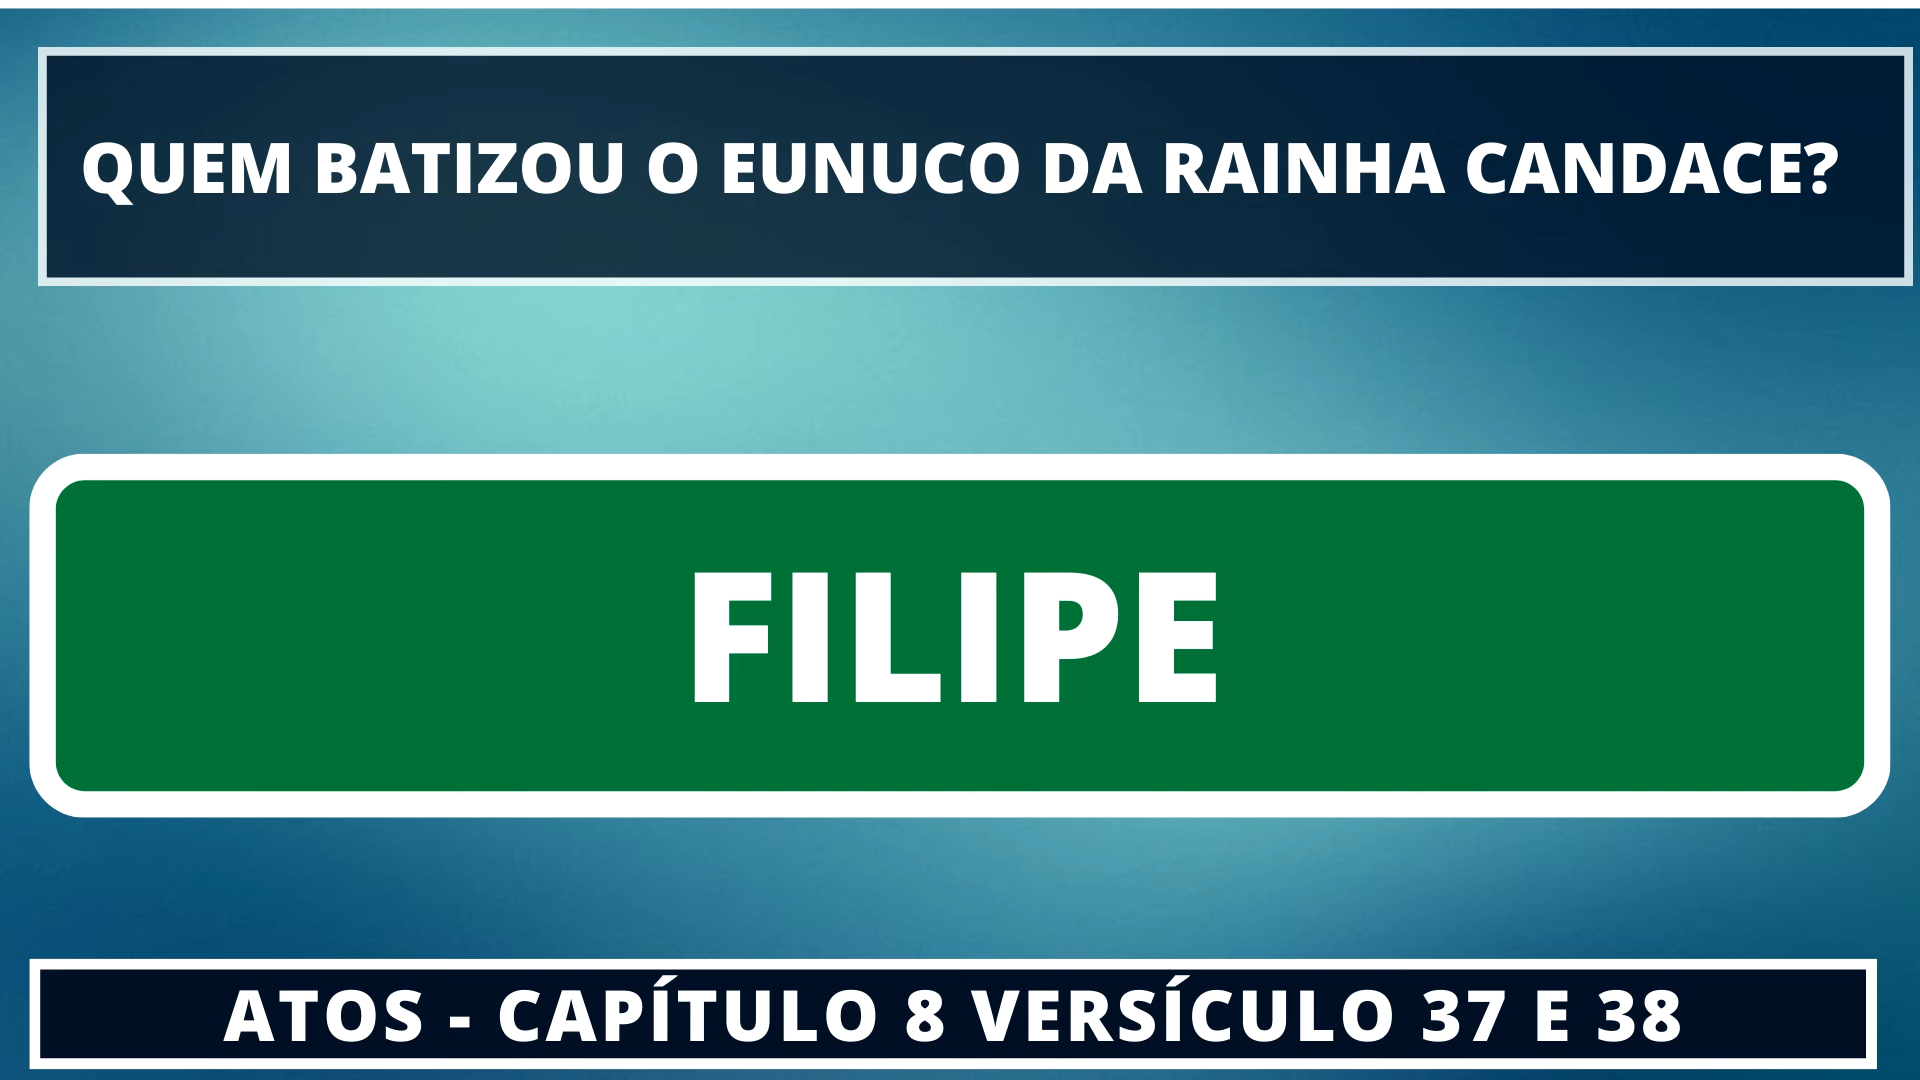 QUEM BATIZOU O EUNUCO DA RAINHA CANDACE?
FILIPE
ATOS - CAPÍTULO 8 VERSÍCULO 37 E 38